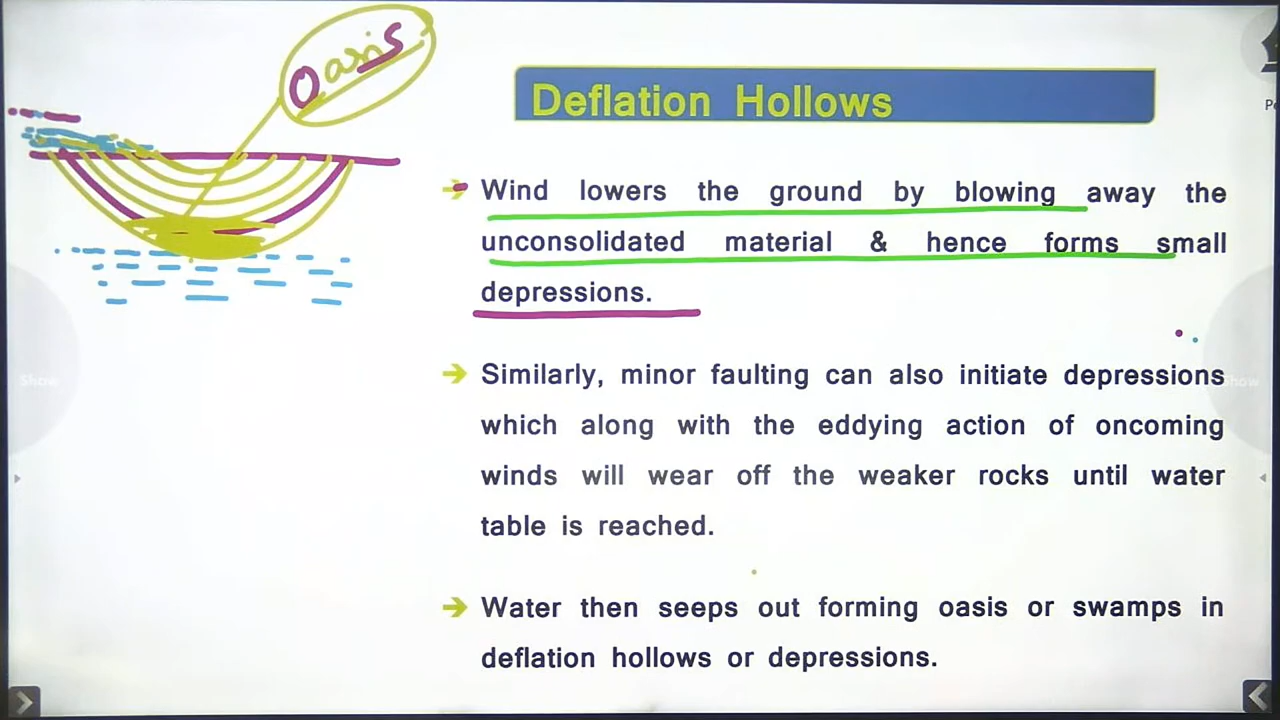 Oasis
Deflation Hollows
Wind lowers the ground by blowing away the
unconsolidated material & hence forms small
depressions.
Similarly, minor faulting can also initiate depressions
which along with the eddying action of oncoming
winds will wear off the weaker rocks until water
table is reached.
Water then seeps out forming oasis or swamps in
deflation hollows or depressions.
Show
Show